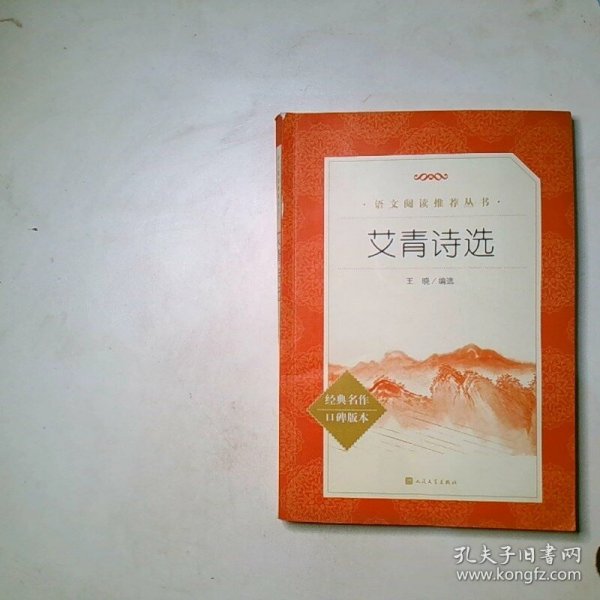 ·语文阅读推荐丛书·
艾青诗选
王 晓/编选
经典名作
口碑版本
人民文学出版社
孔夫子旧书网
www.kongfz.com